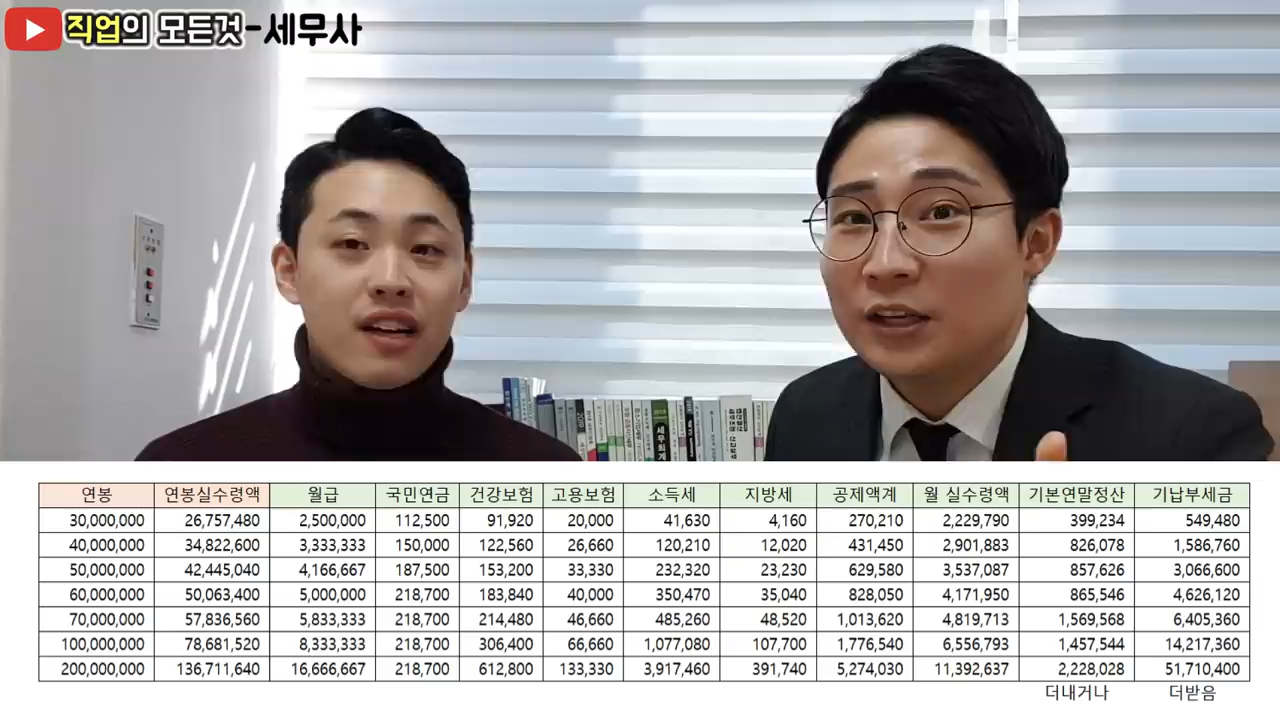 직업의 모든것-세무사
세무회계
연봉 연봉실수령액 월급 국민연금 건강보험 고용보험 소득세 지방세 공제액계 월 실수령액 기본연말정산 기납부세금
30,000,000 26,757,480 2,500,000 112,500 91,920 20,000 41,630 4,160 270,210 2,229,790 399,234 549,480
40,000,000 34,822,600 3,333,333 150,000 122,560 26,660 120,210 12,020 431,450 2,901,883 826,078 1,586,760
50,000,000 42,445,040 4,166,667 187,500 153,200 33,330 232,320 23,230 629,580 3,537,087 857,626 3,066,600
60,000,000 50,063,400 5,000,000 218,700 183,840 40,000 350,470 35,040 828,050 4,171,950 865,546 4,626,120
70,000,000 57,836,560 5,833,333 218,700 214,480 46,660 485,260 48,520 1,013,620 4,819,713 1,569,568 6,405,360
100,000,000 78,681,520 8,333,333 218,700 306,400 66,660 1,077,080 107,700 1,776,540 6,556,793 1,457,544 14,217,360
200,000,000 136,711,640 16,666,667 218,700 612,800 133,330 3,917,460 391,740 5,274,030 11,392,637 2,228,028 51,710,400
더내거나 더받음